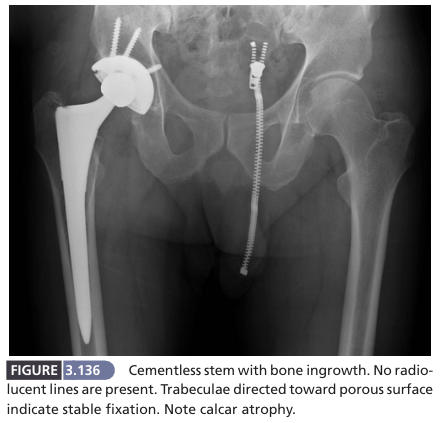 FIGURE 3.136 Cementless stem with bone ingrowth. No radio-
lucent lines are present. Trabeculae directed toward porous surface
indicate stable fixation. Note calcar atrophy.